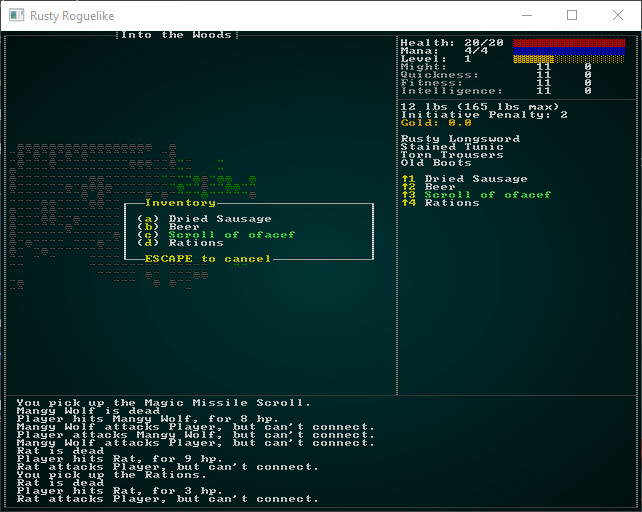 Rusty Roguelike
Into the Woods
Health: 20/20
Mana: 4/4
Level: 1
Might: 11 0
Quickness: 11 0
Fitness: 11 0
Intelligence: 11 0
12 lbs (165 lbs max)
Initiative Penalty: 2
Gold: 0.0
Rusty Longsword
Stained Tunic
Torn Trousers
Old Boots
↑1 Dried Sausage
↑2 Beer
↑3 Scroll of ofacef
↑4 Rations
Inventory
(a) Dried Sausage
(b) Beer
(c) Scroll of ofacef
(d) Rations
ESCAPE to cancel
You pick up the Magic Missile Scroll.
Mangy Wolf is dead
Player hits Mangy Wolf, for 8 hp.
Mangy Wolf attacks Player, but can't connect.
Player attacks Mangy Wolf, but can't connect.
Mangy Wolf attacks Player, but can't connect.
Rat is dead
Player hits Rat, for 9 hp.
Rat attacks Player, but can't connect.
You pick up the Rations.
Rat is dead
Player hits Rat, for 3 hp.
Rat attacks Player, but can't connect.